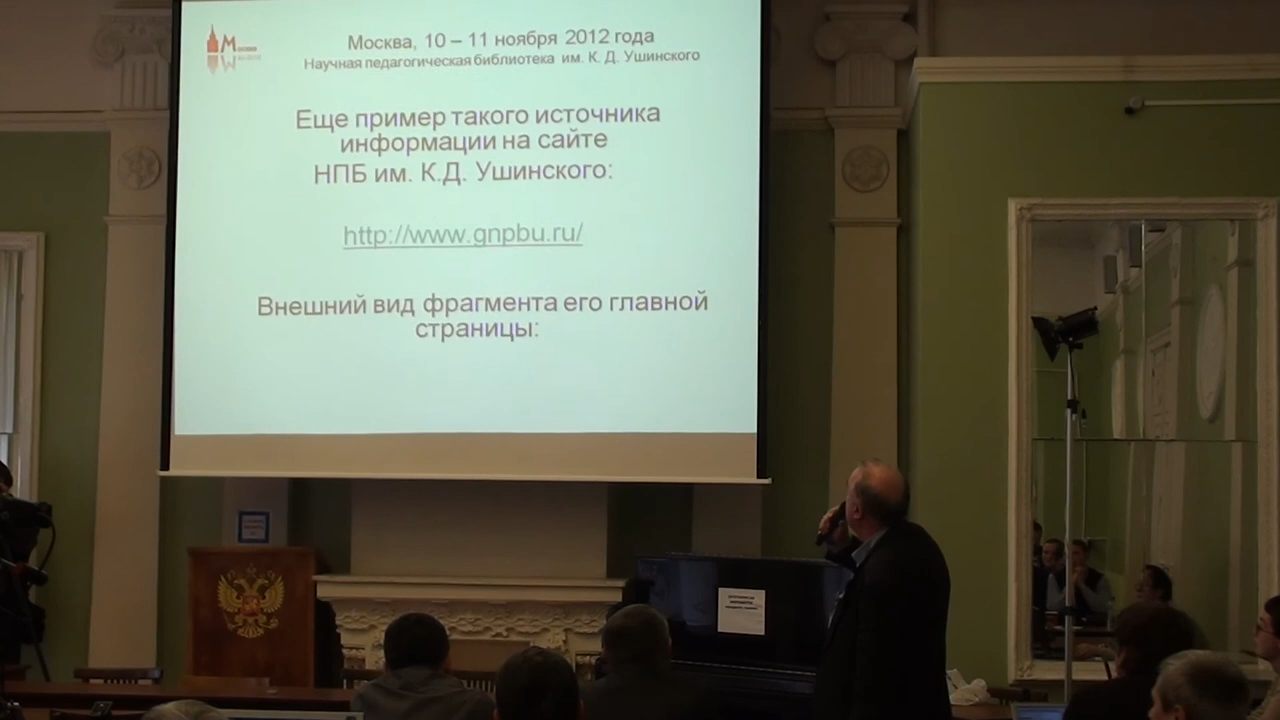 Москва, 10 – 11 ноября 2012 года
Научная педагогическая библиотека им. К. Д. Ушинского
Еще пример такого источника
информации на сайте
НПБ им. К.Д. Ушинского:
http://www.gnpbu.ru/
Внешний вид фрагмента его главной
страницы: